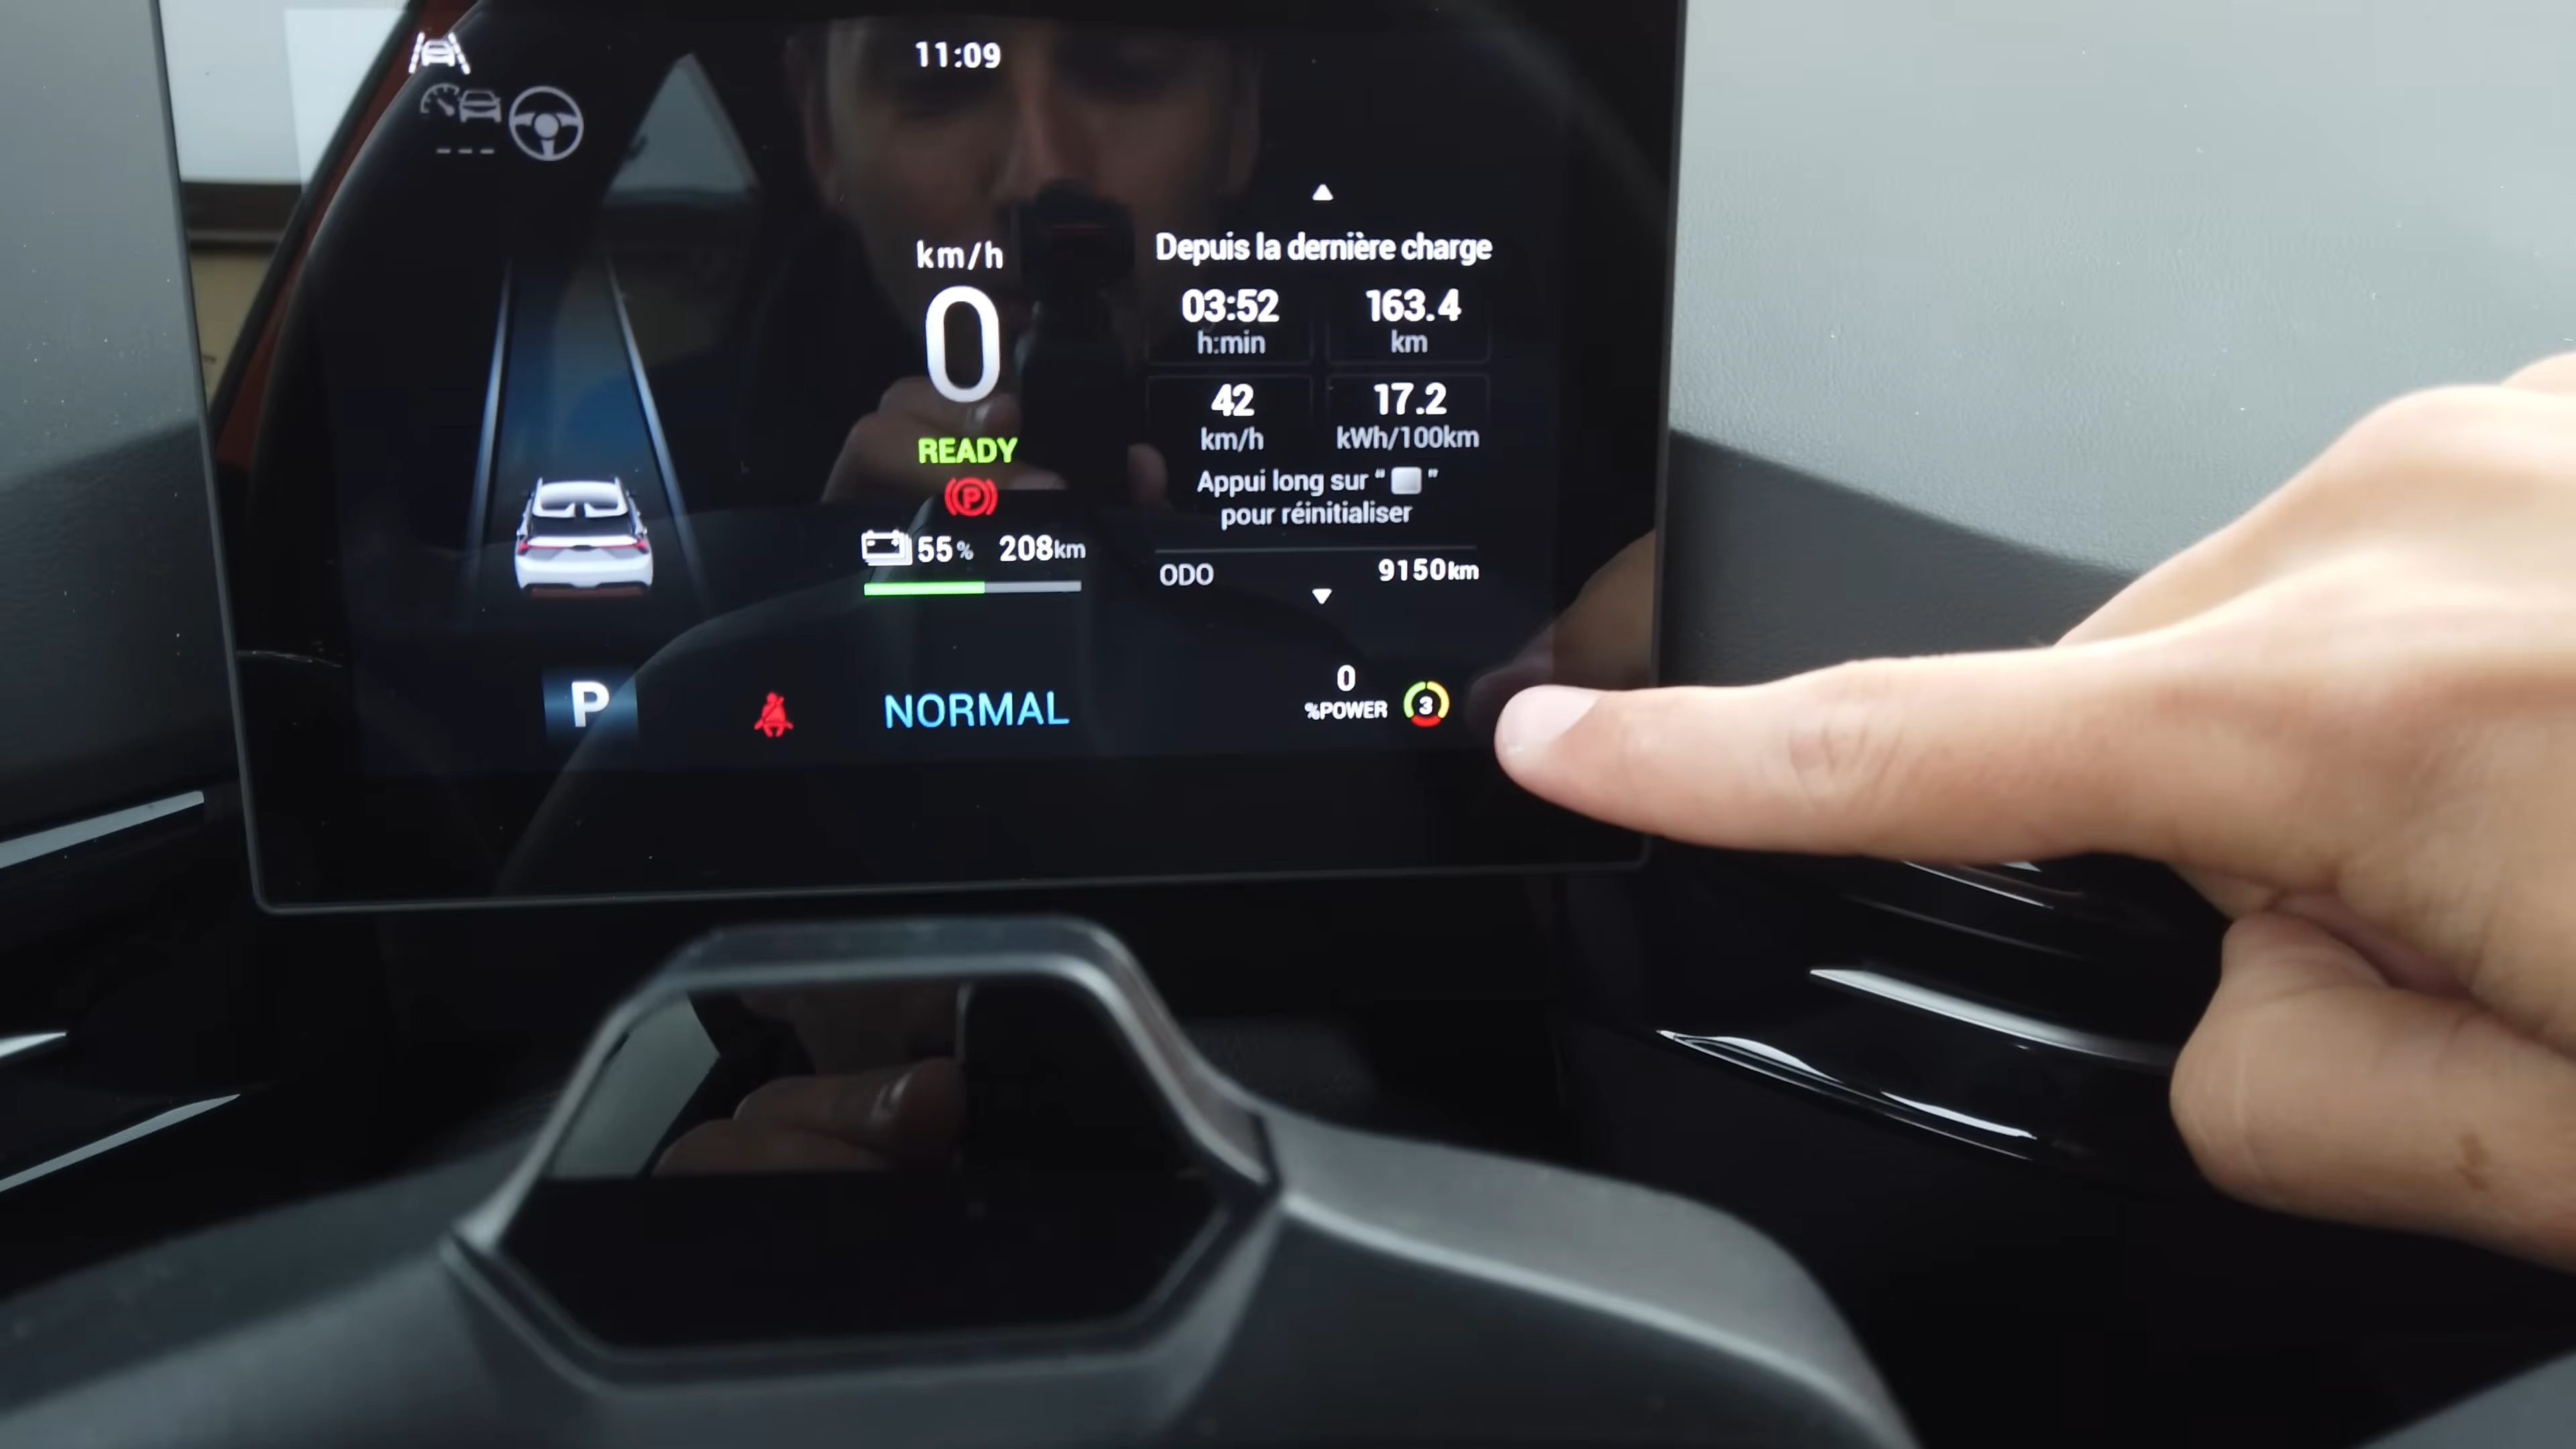 11:09
km/h
0
READY
55% 208km
Depuis la dernière charge
03:52 163.4
h:min km
42 17.2
km/h kWh/100km
Appui long sur “ ”
pour réinitialiser
ODO 9150km
P
NORMAL
0
%POWER
3